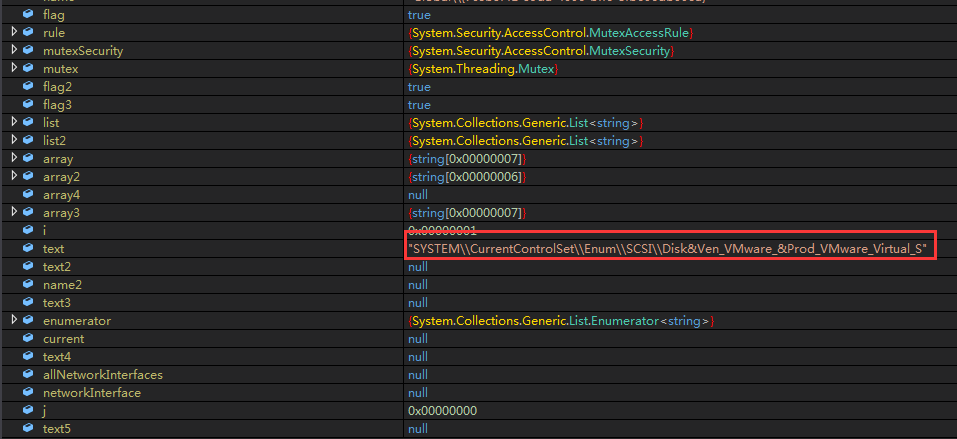 flag true
rule {System.Security.AccessControl.MutexAccessRule}
mutexSecurity {System.Security.AccessControl.MutexSecurity}
mutex {System.Threading.Mutex}
flag2 true
flag3 true
list {System.Collections.Generic.List<string>}
list2 {System.Collections.Generic.List<string>}
array {string[0x00000007]}
array2 {string[0x00000006]}
array4 null
array3 {string[0x00000007]}
i 0x00000001
text "SYSTEM\\CurrentControlSet\\Enum\\SCSI\\Disk&Ven_VMware_&Prod_VMware_Virtual_S"
text2 null
name2 null
text3 null
enumerator {System.Collections.Generic.List.Enumerator<string>}
current null
text4 null
allNetworkInterfaces null
networkInterface null
j 0x00000000
text5 null